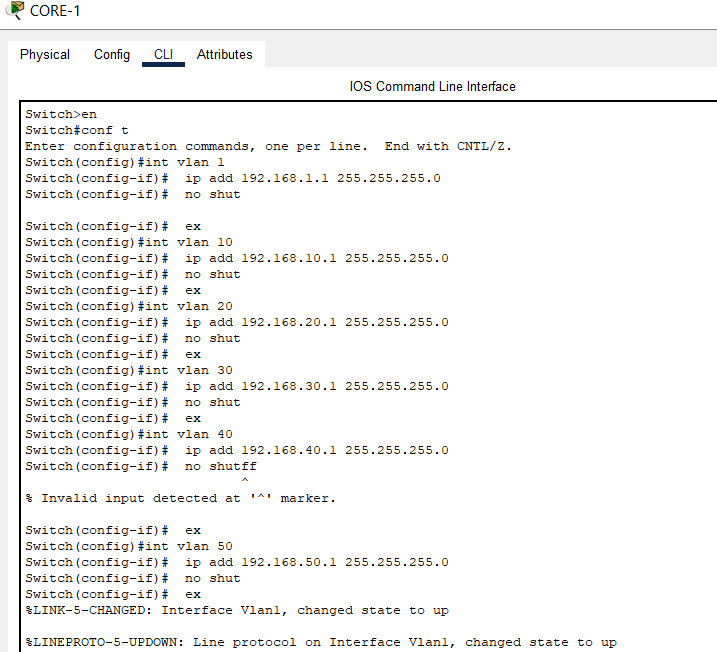 CORE-1
Physical Config CLI Attributes
IOS Command Line Interface
Switch>en
Switch#conf t
Enter configuration commands, one per line.  End with CNTL/Z.
Switch(config)#int vlan 1
Switch(config-if)#  ip add 192.168.1.1 255.255.255.0
Switch(config-if)#  no shut
Switch(config-if)#  ex
Switch(config)#int vlan 10
Switch(config-if)#  ip add 192.168.10.1 255.255.255.0
Switch(config-if)#  no shut
Switch(config-if)#  ex
Switch(config)#int vlan 20
Switch(config-if)#  ip add 192.168.20.1 255.255.255.0
Switch(config-if)#  no shut
Switch(config-if)#  ex
Switch(config)#int vlan 30
Switch(config-if)#  ip add 192.168.30.1 255.255.255.0
Switch(config-if)#  no shut
Switch(config-if)#  ex
Switch(config)#int vlan 40
Switch(config-if)#  ip add 192.168.40.1 255.255.255.0
Switch(config-if)#  no shutff
^
% Invalid input detected at '^' marker.
Switch(config-if)#  ex
Switch(config)#int vlan 50
Switch(config-if)#  ip add 192.168.50.1 255.255.255.0
Switch(config-if)#  no shut
Switch(config-if)#  ex
%LINK-5-CHANGED: Interface Vlan1, changed state to up
%LINEPROTO-5-UPDOWN: Line protocol on Interface Vlan1, changed state to up